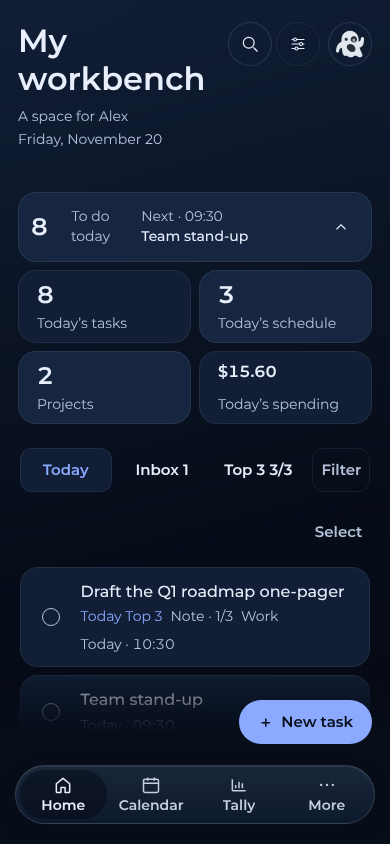 My
workbench
A space for Alex
Friday, November 20
8
To do
today
Next · 09:30
Team stand-up
8
Today's tasks
3
Today's schedule
2
Projects
$15.60
Today's spending
Today
Inbox 1
Top 3 3/3
Filter
Select
Draft the Q1 roadmap one-pager
Today Top 3 Note · 1/3 Work
Today · 10:30
Team stand-up
Today · 09:30
+ New task
Home
Calendar
Tally
More